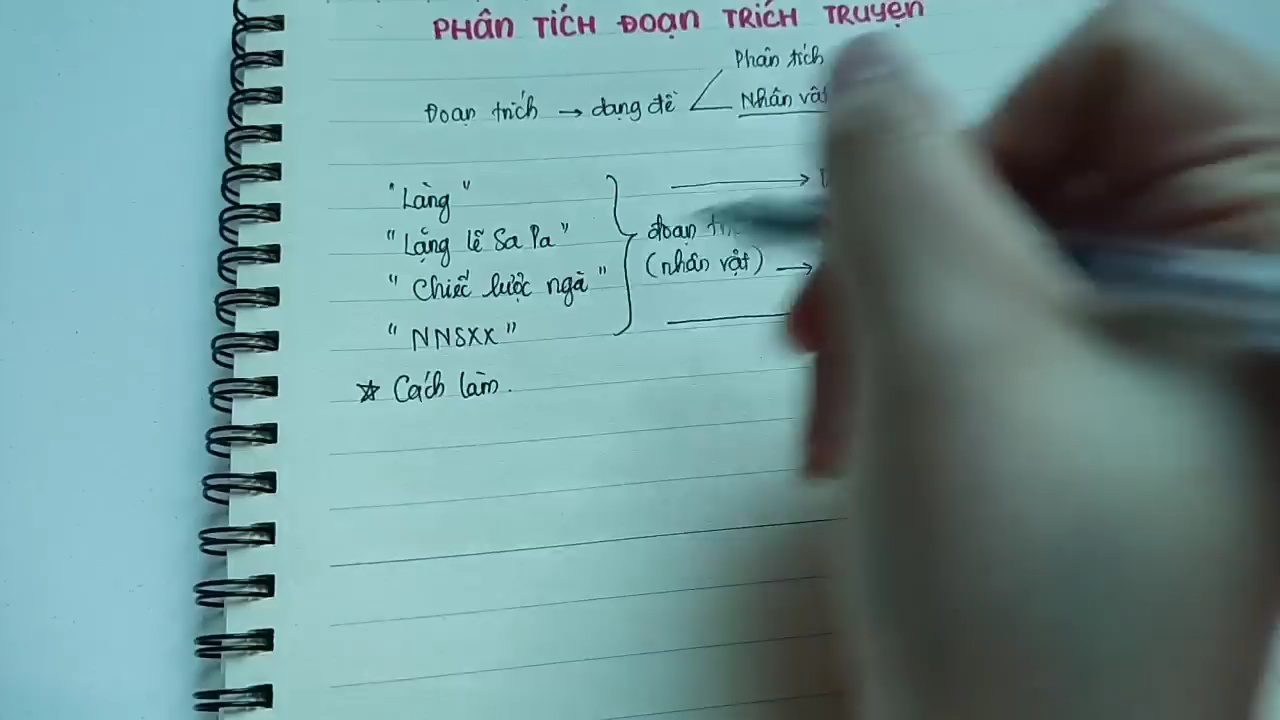 PHÂN TÍCH ĐOẠN TRÍCH TRUYỆN
Phân tích
Đoạn trích → dạng đề
Nhân vật
"Làng"
"Lặng lẽ Sa Pa"
đoạn
"Chiếc lược ngà"
(nhân vật) →
"NNSXX"
☆ Cách làm.